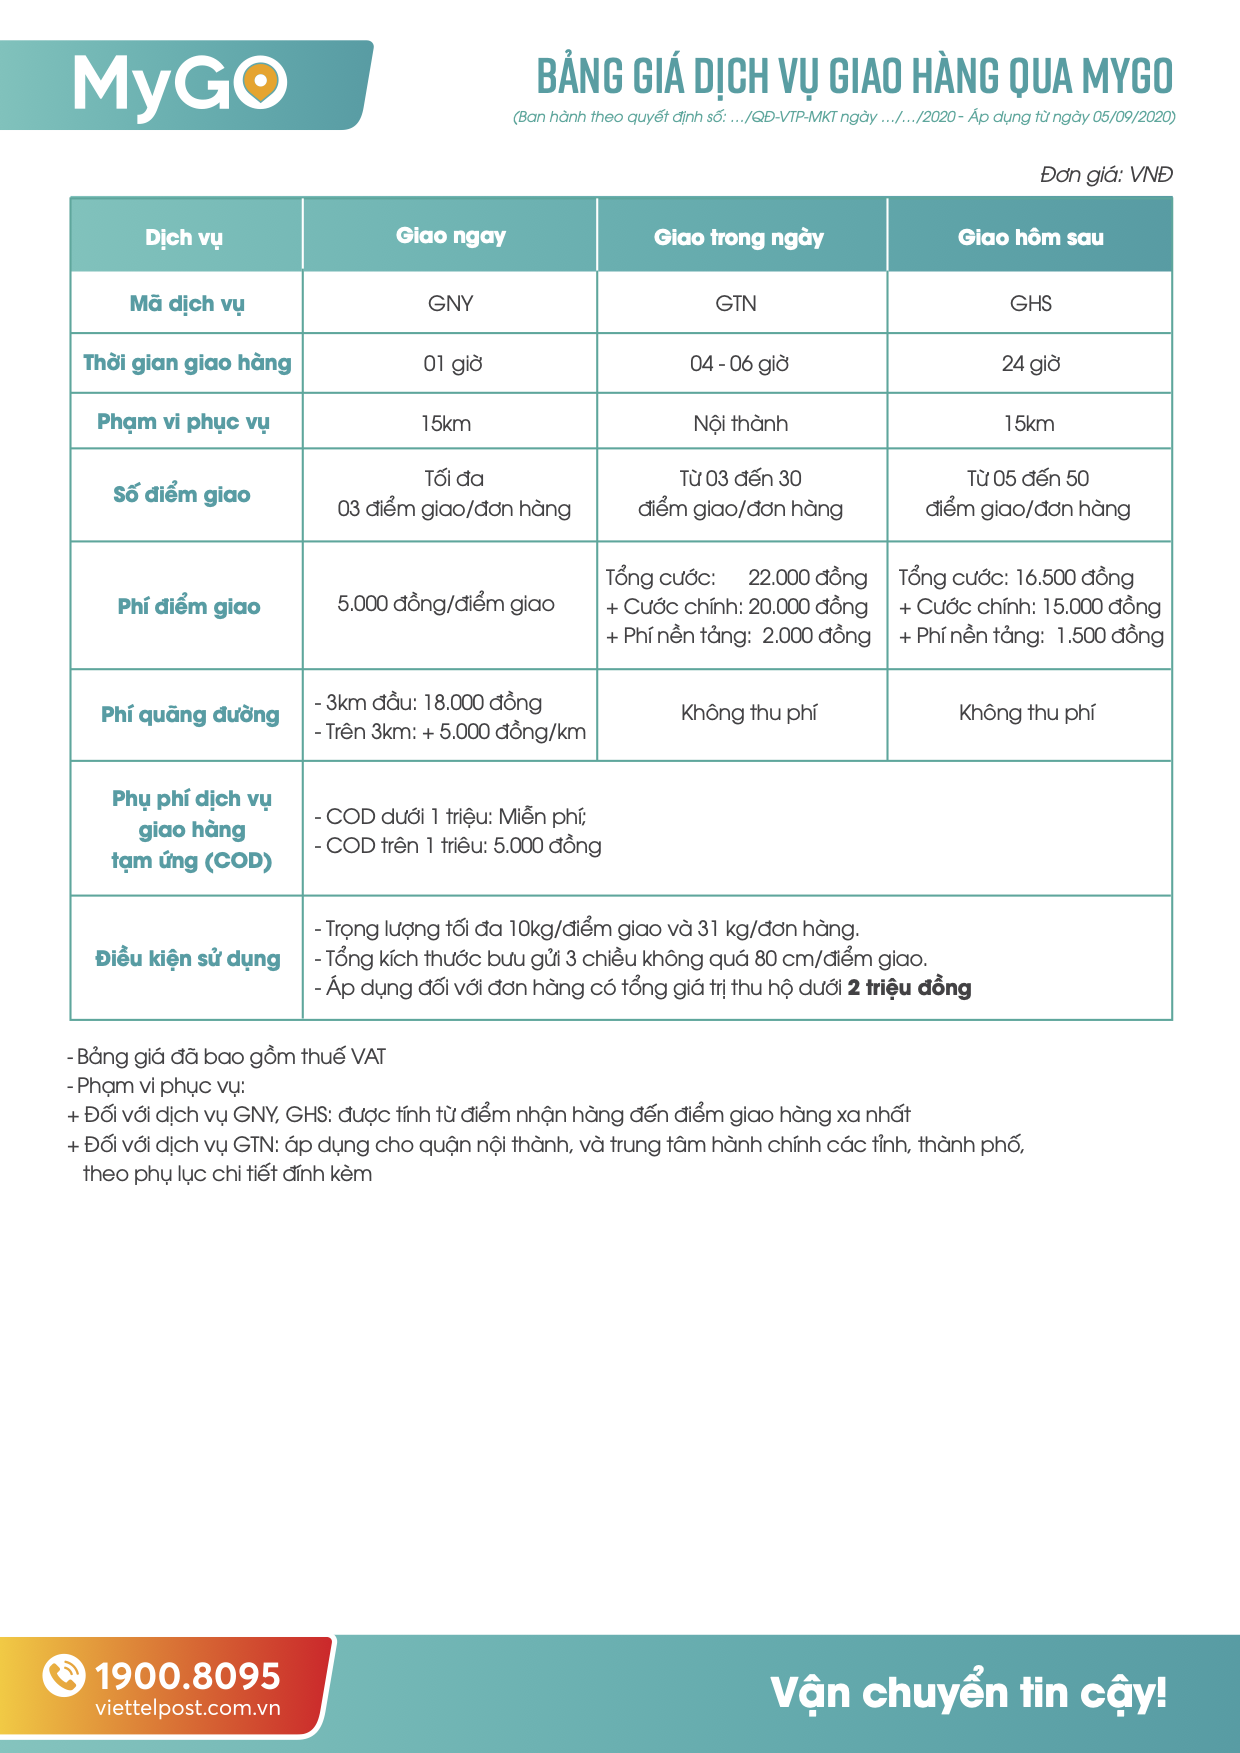 MyGO
BẢNG GIÁ DỊCH VỤ GIAO HÀNG QUA MYGO
(Ban hành theo quyết định số: .../QĐ-VTP-MKT ngày .../.../2020 - Áp dụng từ ngày 05/09/2020)
Đơn giá: VNĐ
Dịch vụ Giao ngay Giao trong ngày Giao hôm sau
Mã dịch vụ GNY GTN GHS
Thời gian giao hàng 01 giờ 04 - 06 giờ 24 giờ
Phạm vi phục vụ 15km Nội thành 15km
Số điểm giao
Tối đa
03 điểm giao/đơn hàng
Từ 03 đến 30
điểm giao/đơn hàng
Từ 05 đến 50
điểm giao/đơn hàng
Phí điểm giao
5.000 đồng/điểm giao
Tổng cước: 22.000 đồng
+ Cước chính: 20.000 đồng
+ Phí nền tảng: 2.000 đồng
Tổng cước: 16.500 đồng
+ Cước chính: 15.000 đồng
+ Phí nền tảng: 1.500 đồng
Phí quãng đường
- 3km đầu: 18.000 đồng
- Trên 3km: + 5.000 đồng/km
Không thu phí
Không thu phí
Phụ phí dịch vụ
giao hàng
tạm ứng (COD)
- COD dưới 1 triệu: Miễn phí;
- COD trên 1 triêu: 5.000 đồng
Điều kiện sử dụng
- Trọng lượng tối đa 10kg/điểm giao và 31 kg/đơn hàng.
- Tổng kích thước bưu gửi 3 chiều không quá 80 cm/điểm giao.
- Áp dụng đối với đơn hàng có tổng giá trị thu hộ dưới 2 triệu đồng
- Bảng giá đã bao gồm thuế VAT
- Phạm vi phục vụ:
+ Đối với dịch vụ GNY, GHS: được tính từ điểm nhận hàng đến điểm giao hàng xa nhất
+ Đối với dịch vụ GTN: áp dụng cho quận nội thành, và trung tâm hành chính các tỉnh, thành phố,
theo phụ lục chi tiết đính kèm
1900.8095
viettelpost.com.vn
Vận chuyển tin cậy!